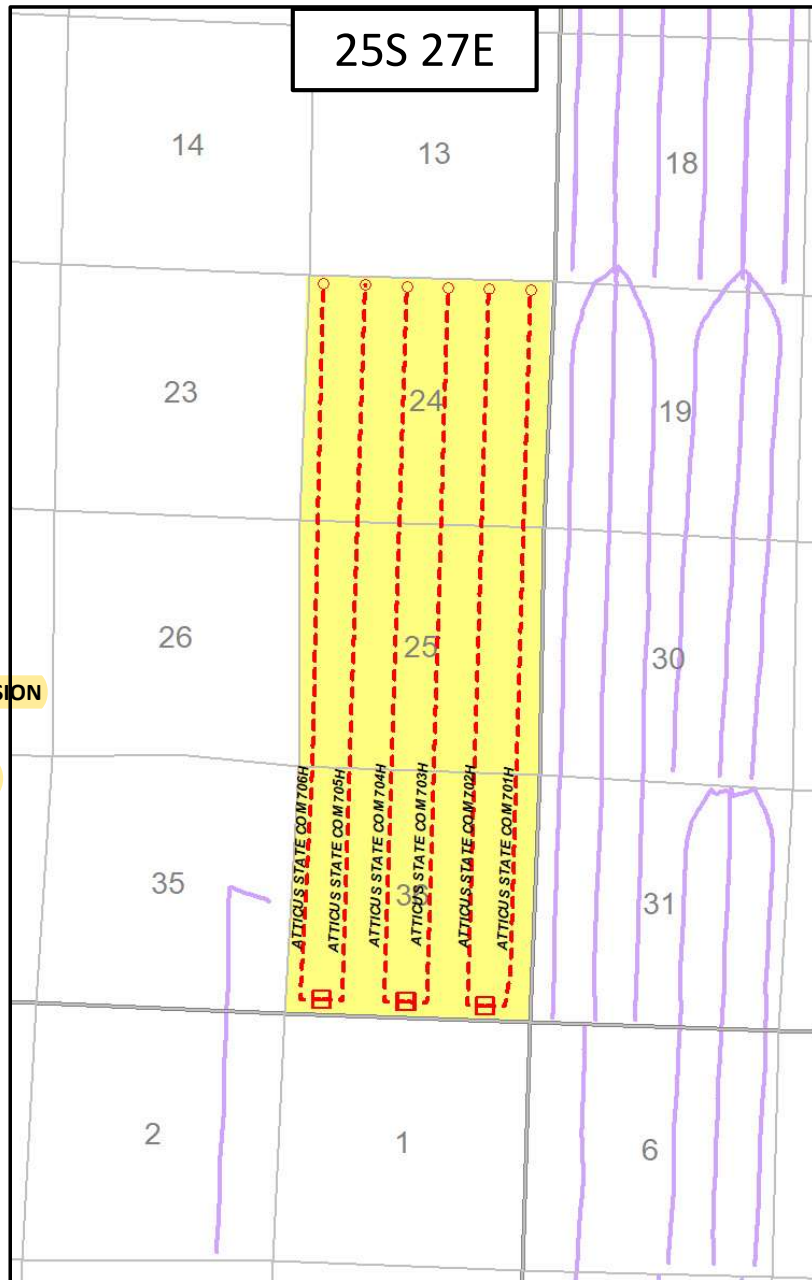 25S 27E
14
13
18
23
24
19
26
25
30
SION
ATTICUS STATE COM 706H
ATTICUS STATE COM 705H
ATTICUS STATE COM 704H
ATTICUS STATE COM 703H
ATTICUS STATE COM 702H
ATTICUS STATE COM 701H
35
36
31
2
1
6